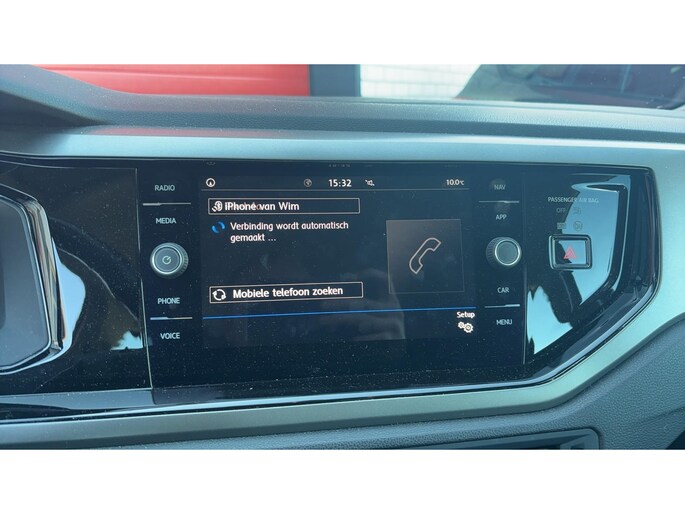 RADIO
MEDIA
PHONE
VOICE
15:32
10.0°C
iPhone van Wim
Verbinding wordt automatisch
gemaakt ...
Mobiele telefoon zoeken
Setup
NAV
APP
CAR
MENU
PASSENGER AIR BAG
OFF